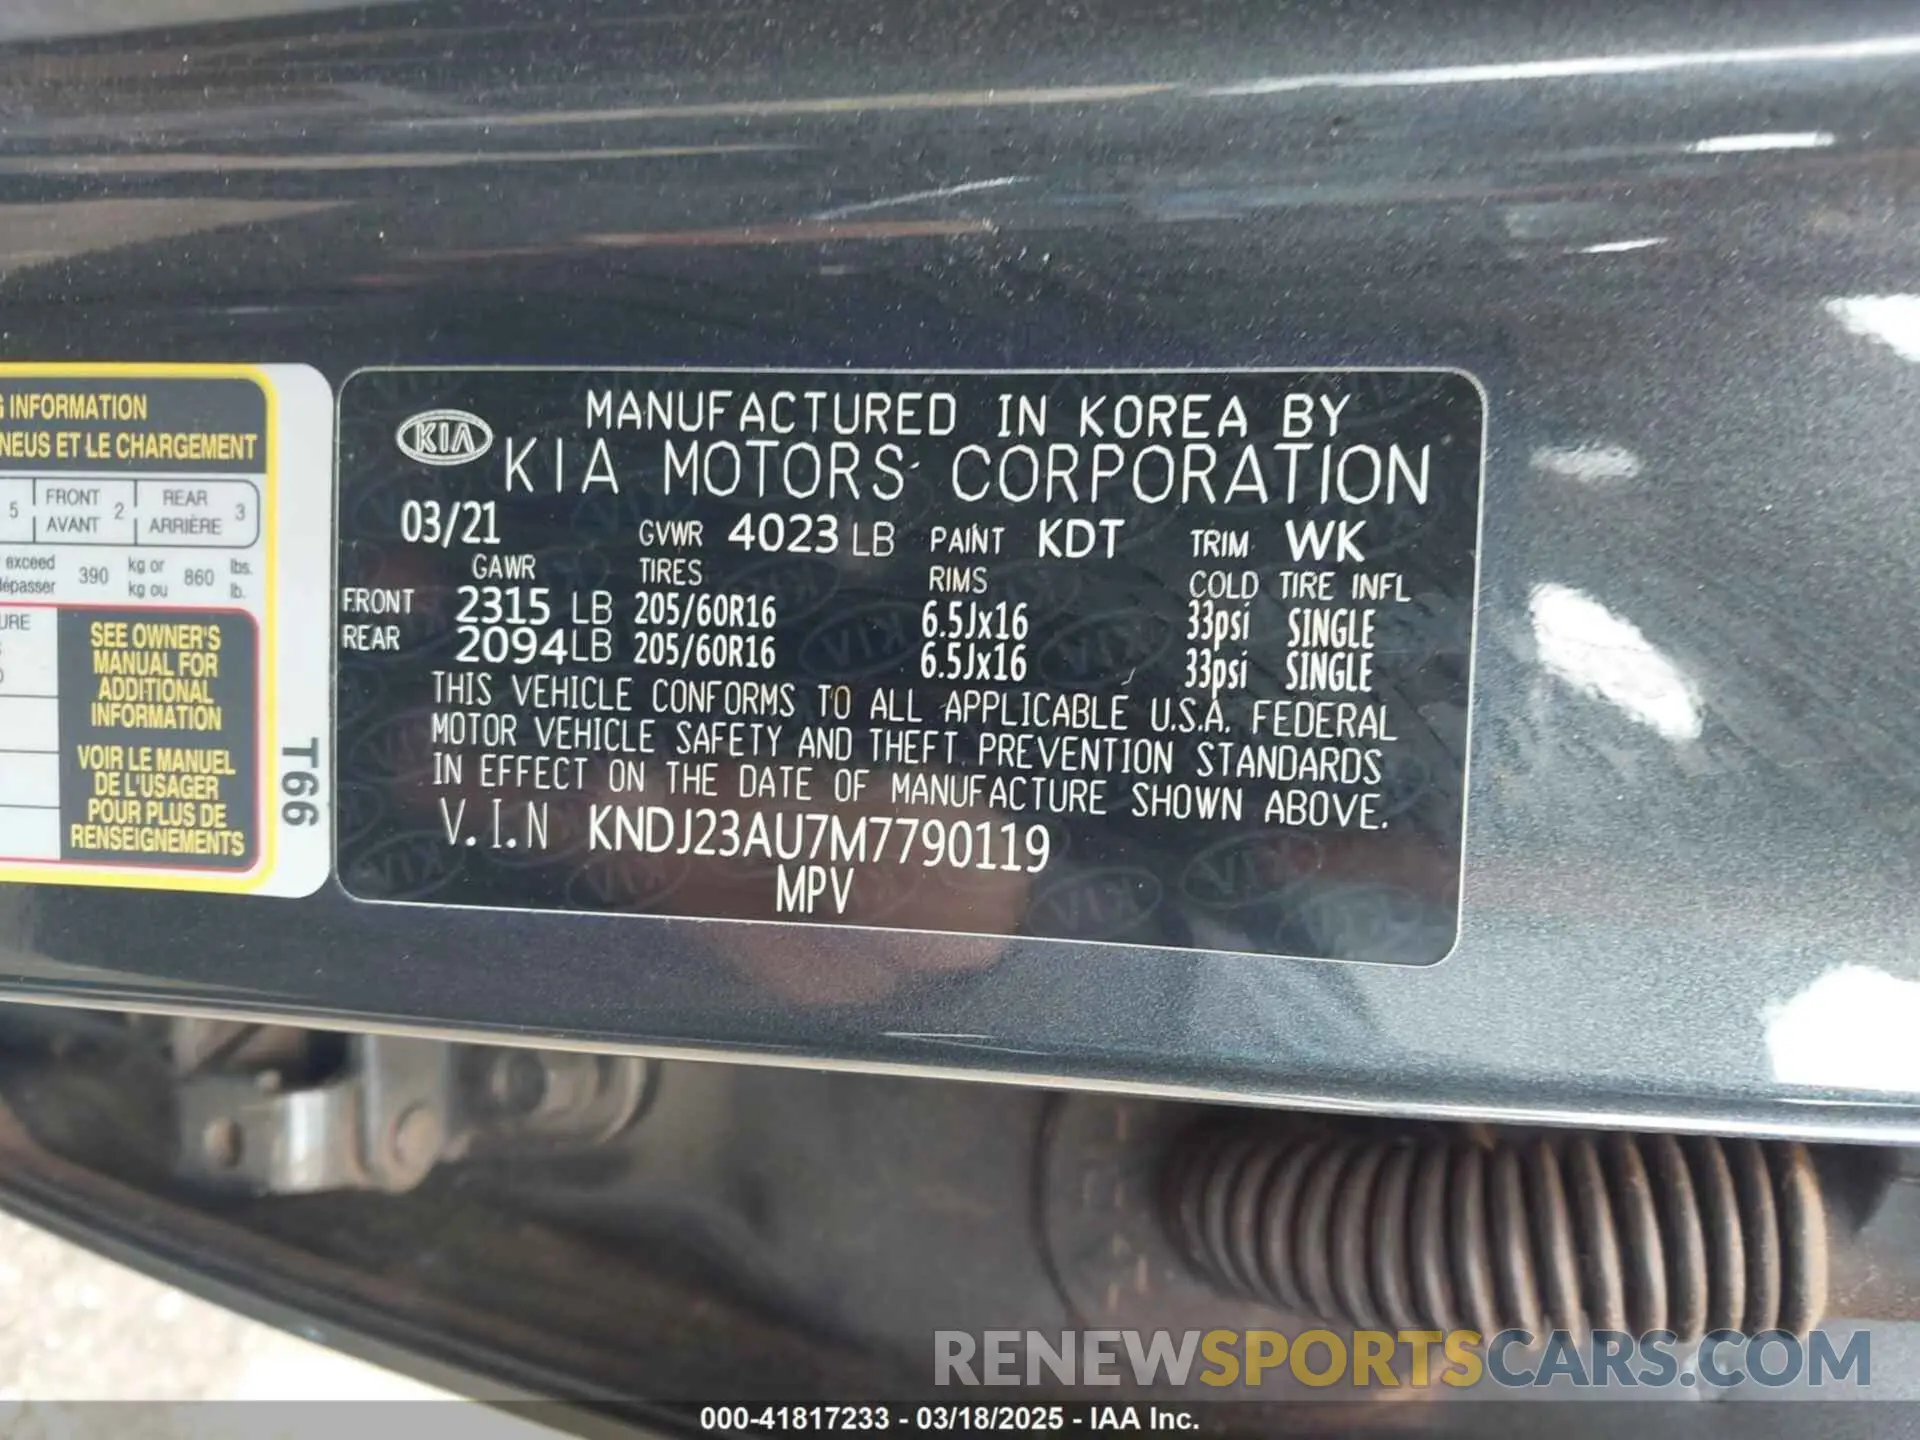 G INFORMATION
NEUS ET LE CHARGEMENT
5 FRONT AVANT 2 REAR ARRIÈRE 3
exceed dépasser 390 kg or kg ou 860 lbs. lb.
URE
SEE OWNER'S
MANUAL FOR
ADDITIONAL
INFORMATION
VOIR LE MANUEL
DE L'USAGER
POUR PLUS DE
RENSEIGNEMENTS
T66
KIA
MANUFACTURED IN KOREA BY
KIA MOTORS CORPORATION
03/21 GVWR 4023 LB PAINT KDT TRIM WK
GAWR TIRES RIMS COLD TIRE INFL
FRONT 2315 LB 205/60R16 6.5Jx16 33psi SINGLE
REAR 2094 LB 205/60R16 6.5Jx16 33psi SINGLE
THIS VEHICLE CONFORMS TO ALL APPLICABLE U.S.A. FEDERAL
MOTOR VEHICLE SAFETY AND THEFT PREVENTION STANDARDS
IN EFFECT ON THE DATE OF MANUFACTURE SHOWN ABOVE.
V.I.N KNDJ23AU7M7790119
MPV
RENEWSPORTSCARS.COM
000-41817233 - 03/18/2025 - IAA Inc.